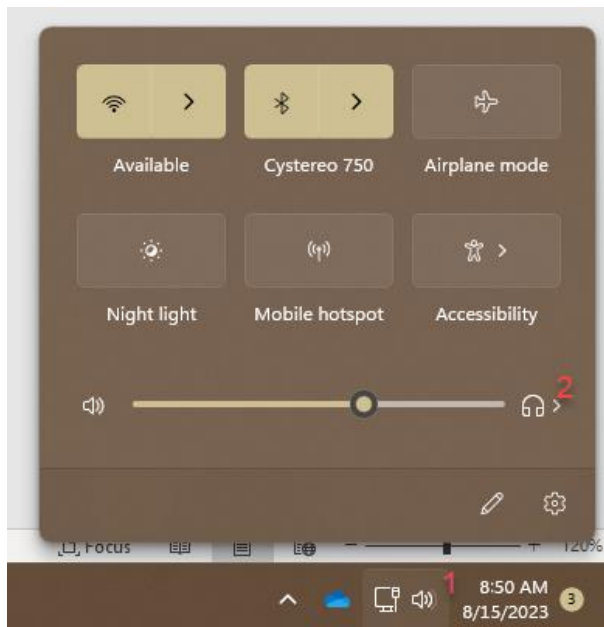 Available
Cystereo 750
Airplane mode
Night light
Mobile hotspot
Accessibility
2
Focus
120%
1
8:50 AM
8/15/2023
3